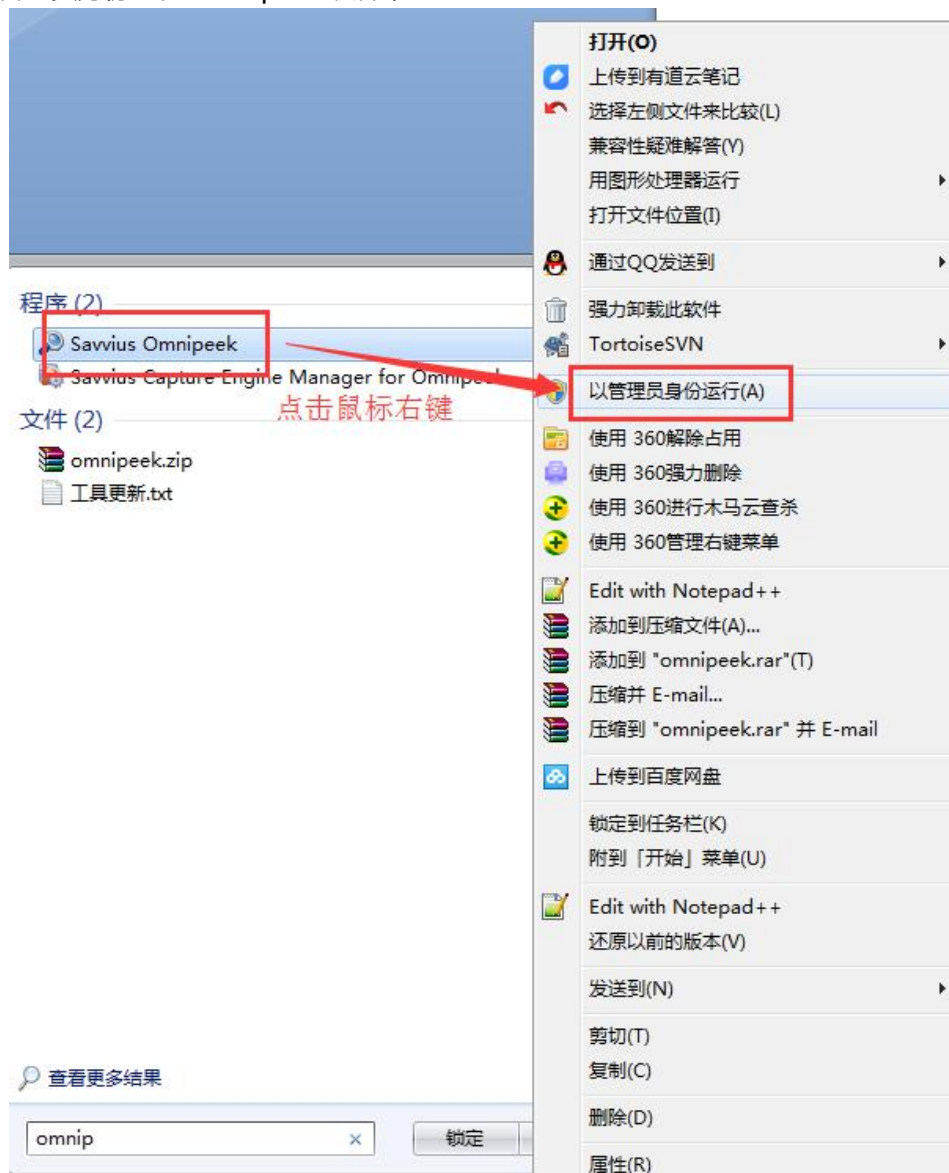 程序 (2)
Savvius Omnipeek
Savvius Capture Engine Manager for Omnipeek
点击鼠标右键
文件 (2)
omnipeek.zip
工具更新.txt
查看更多结果
omnip
锁定
打开(O)
上传到有道云笔记
选择左侧文件来比较(L)
兼容性疑难解答(Y)
用图形处理器运行
打开文件位置(I)
通过QQ发送到
强力卸载此软件
TortoiseSVN
以管理员身份运行(A)
使用 360解除占用
使用 360强力删除
使用 360进行木马云查杀
使用 360管理右键菜单
Edit with Notepad++
添加到压缩文件(A)...
添加到 "omnipeek.rar"(T)
压缩并 E-mail...
压缩到 "omnipeek.rar" 并 E-mail
上传到百度网盘
锁定到任务栏(K)
附到「开始」菜单(U)
Edit with Notepad++
还原以前的版本(V)
发送到(N)
剪切(T)
复制(C)
删除(D)
属性(R)